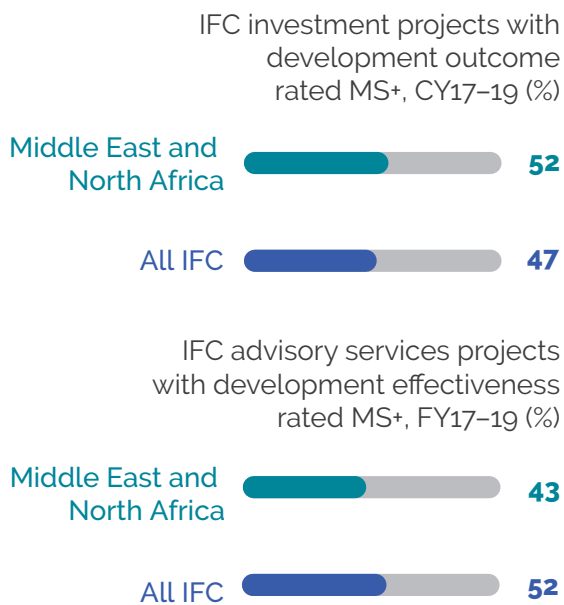 IFC investment projects with
development outcome
rated MS+, CY17–19 (%)
Middle East and
North Africa
52
All IFC
47
IFC advisory services projects
with development effectiveness
rated MS+, FY17–19 (%)
Middle East and
North Africa
43
All IFC
52